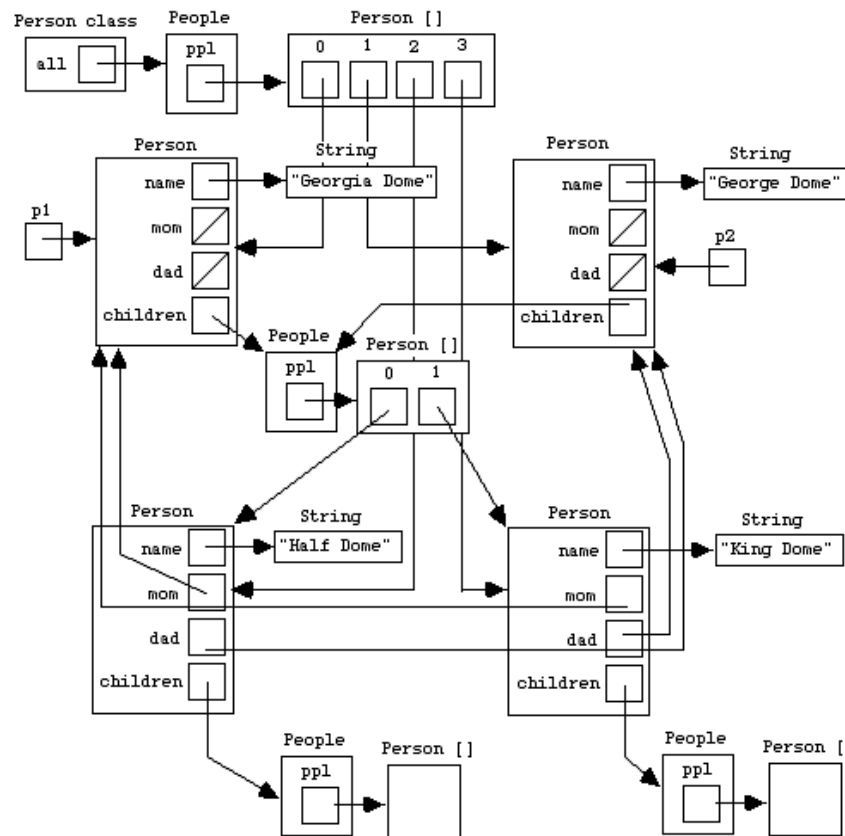 Person class
People
Person []
all
ppl
0 1 2 3
Person
String
Person
String
name
"Georgia Dome"
name
"George Dome"
p1
mom
mom
p2
dad
dad
children
children
People
Person []
ppl
0 1
Person
String
Person
String
name
"Half Dome"
name
"King Dome"
mom
mom
dad
dad
children
children
People
Person []
People
Person [
ppl
ppl